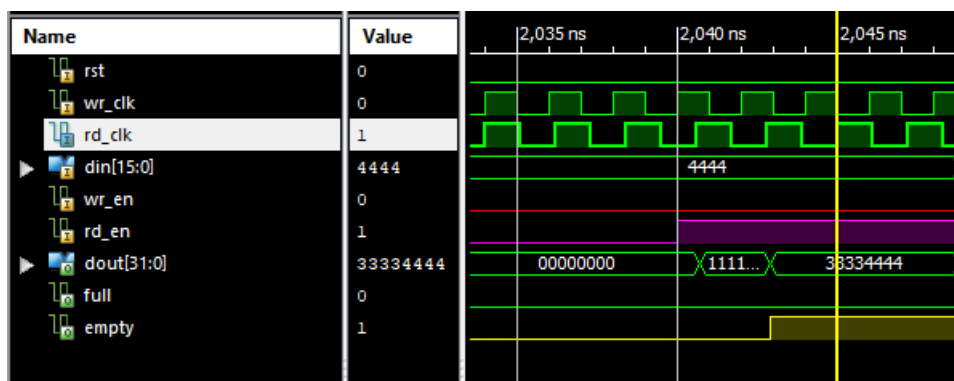 Name Value 2,035 ns 2,040 ns 2,045 ns
rst 0
wr_clk 0
rd_clk 1
din[15:0] 4444 4444
wr_en 0
rd_en 1
dout[31:0] 33334444 00000000 1111... 33334444
full 0
empty 1